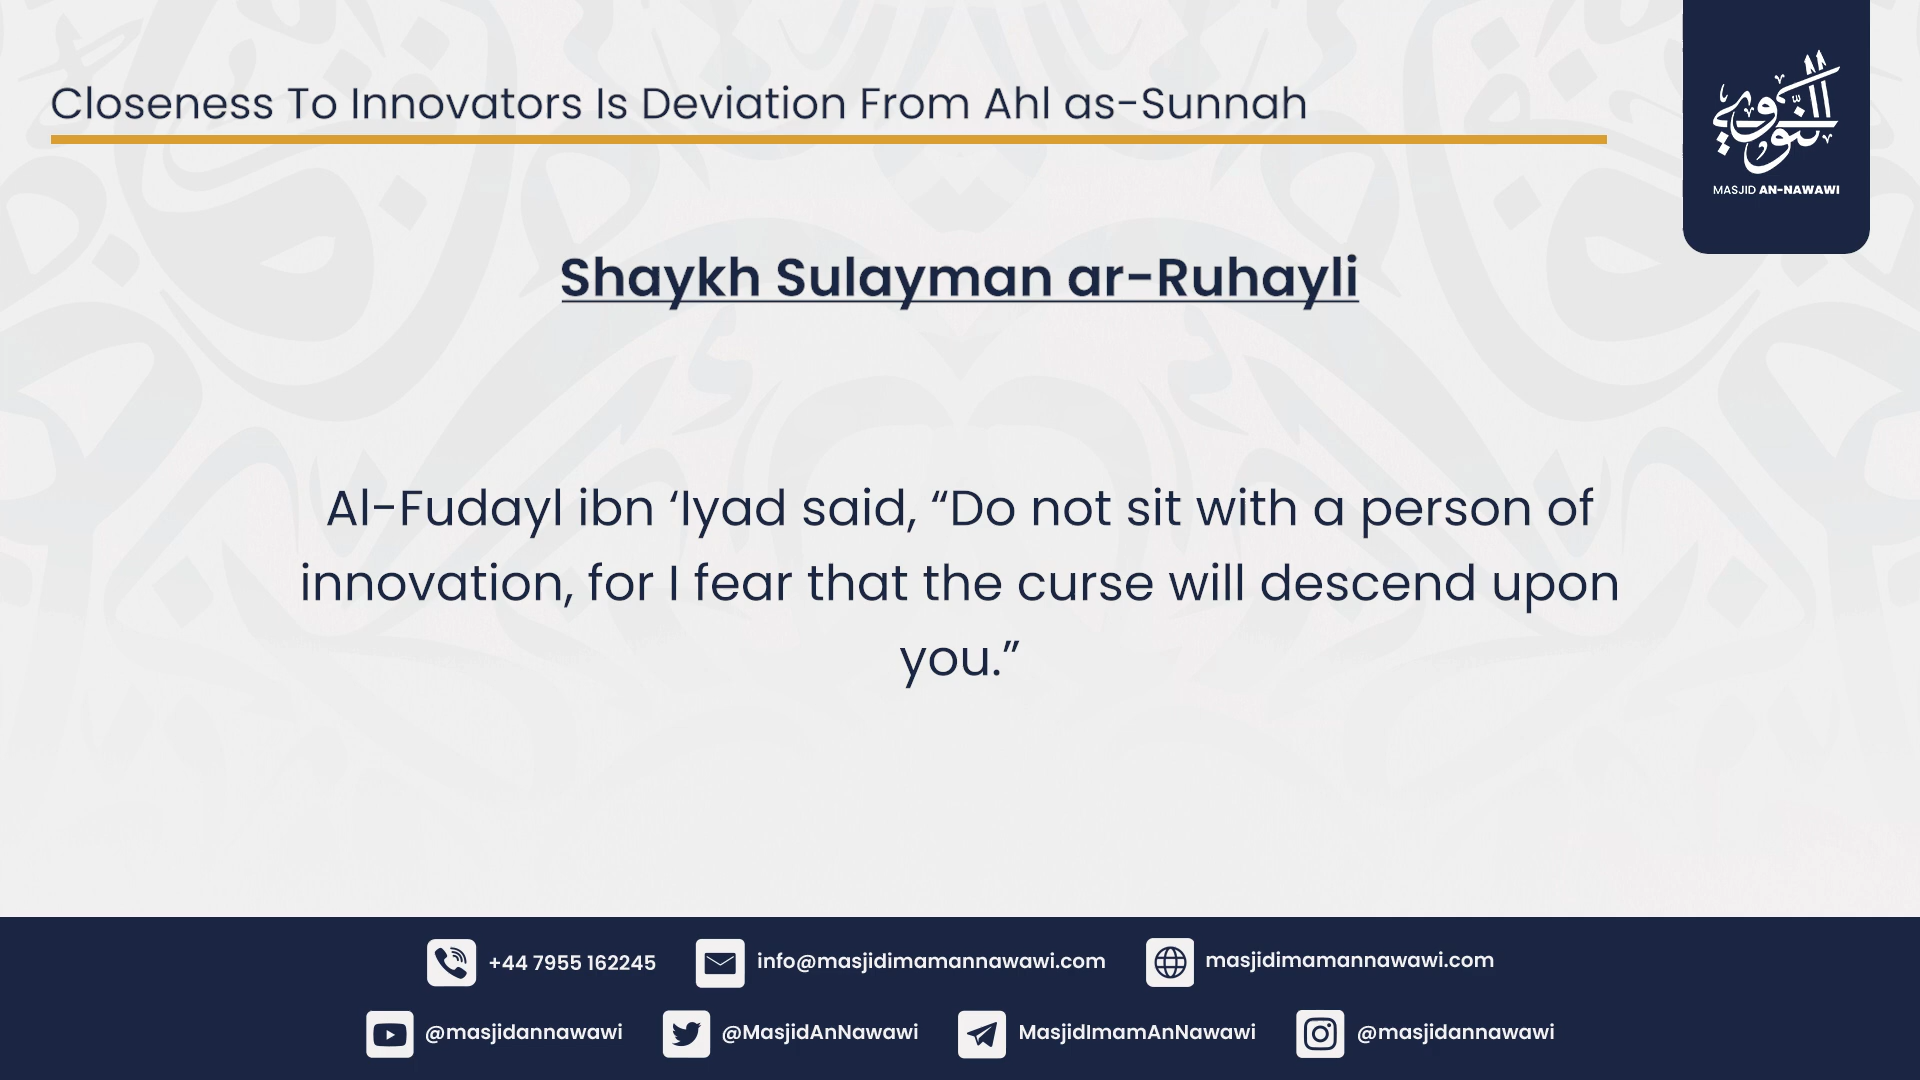 Closeness To Innovators Is Deviation From Ahl as-Sunnah
النووي
MASJID AN-NAWAWI
Shaykh Sulayman ar-Ruhayli
Al-Fudayl ibn ‘Iyad said, “Do not sit with a person of
innovation, for I fear that the curse will descend upon
you.”
+44 7955 162245 info@masjidimamannawawi.com masjidimamannawawi.com
@masjidannawawi @MasjidAnNawawi MasjidImamAnNawawi @masjidannawawi